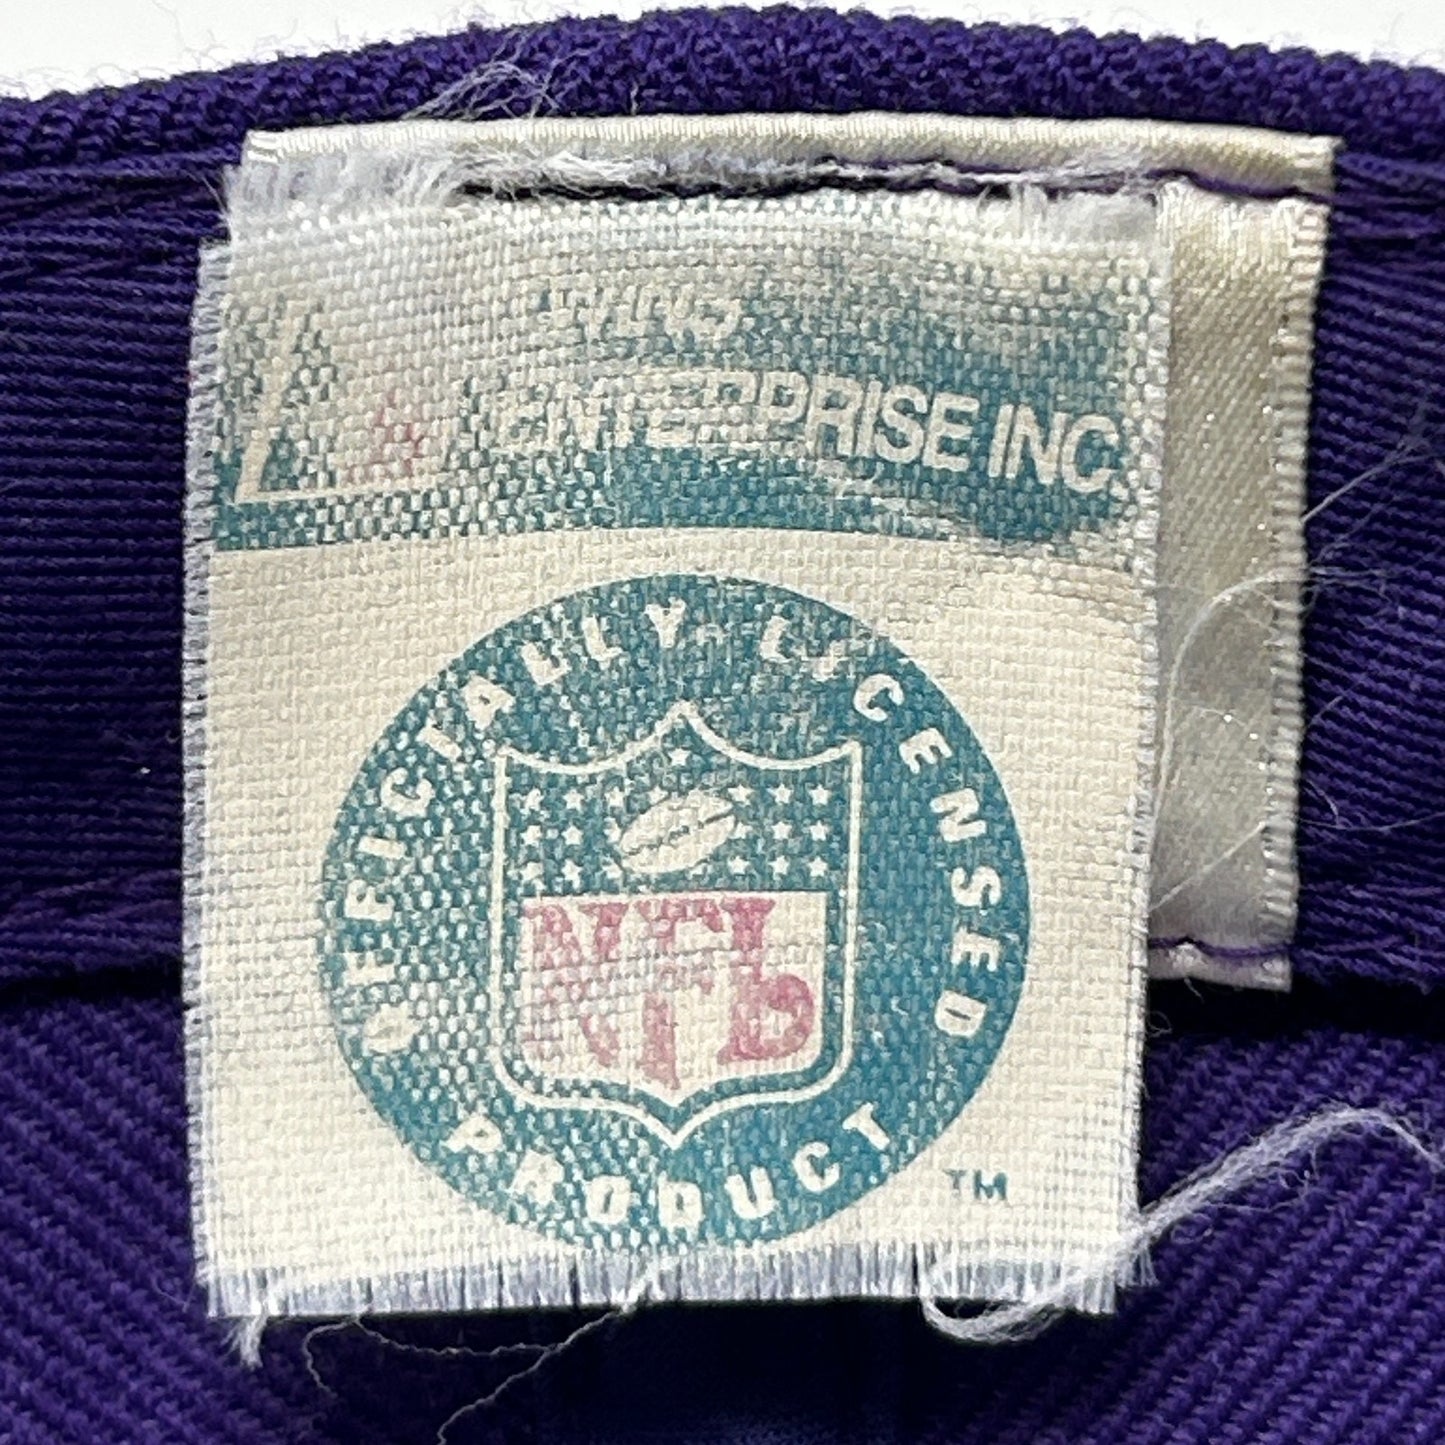 ENTERPRISE INC
OFFICIALLY LICENSED
NFL
PRODUCT
TM